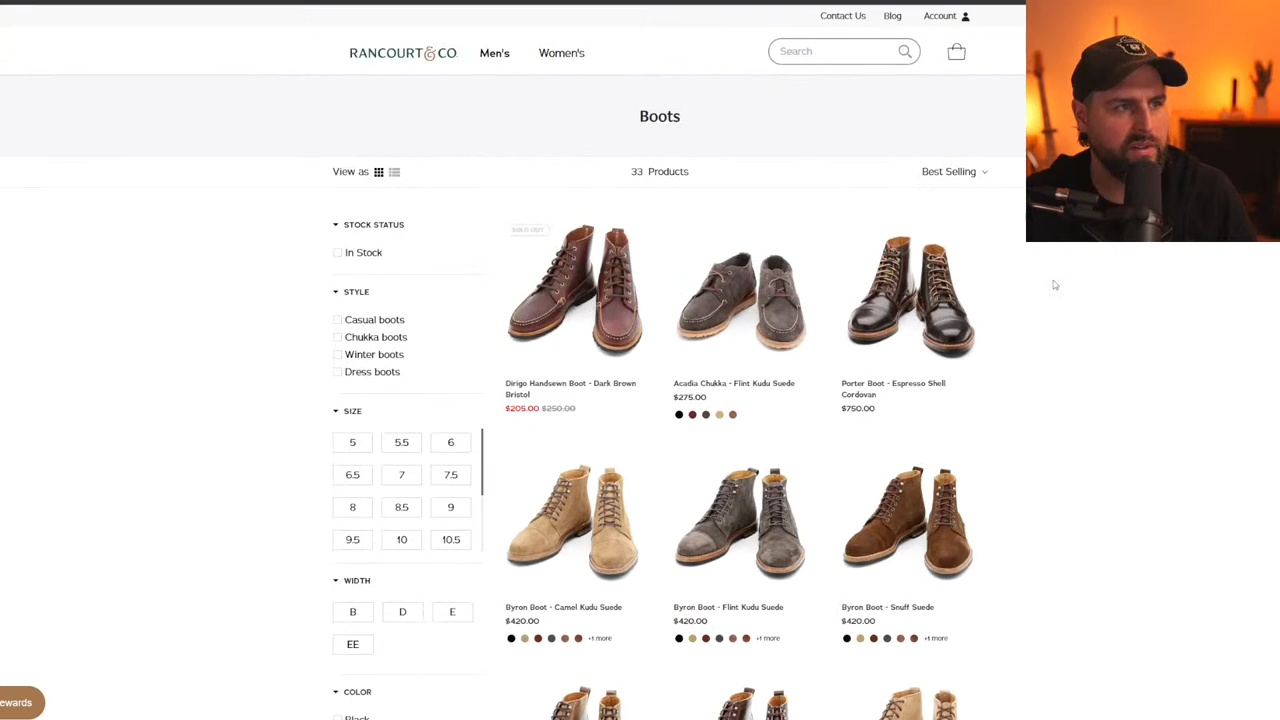 Contact Us Blog Account
RANCOURT&CO. Men's Women's Search
Boots
View as 33 Products Best Selling
STOCK STATUS
In Stock
STYLE
Casual boots
Chukka boots
Winter boots
Dress boots
SIZE
5 5.5 6
6.5 7 7.5
8 8.5 9
9.5 10 10.5
WIDTH
B D E
EE
COLOR
Black
SOLD OUT
Dirigo Handsewn Boot - Dark Brown
Bristol
$205.00 $250.00
Acadia Chukka - Flint Kudu Suede
$275.00
Porter Boot - Espresso Shell
Cordovan
$750.00
Byron Boot - Camel Kudu Suede
$420.00
+1 more
Byron Boot - Flint Kudu Suede
$420.00
+1 more
Byron Boot - Snuff Suede
$420.00
+1 more
ewards